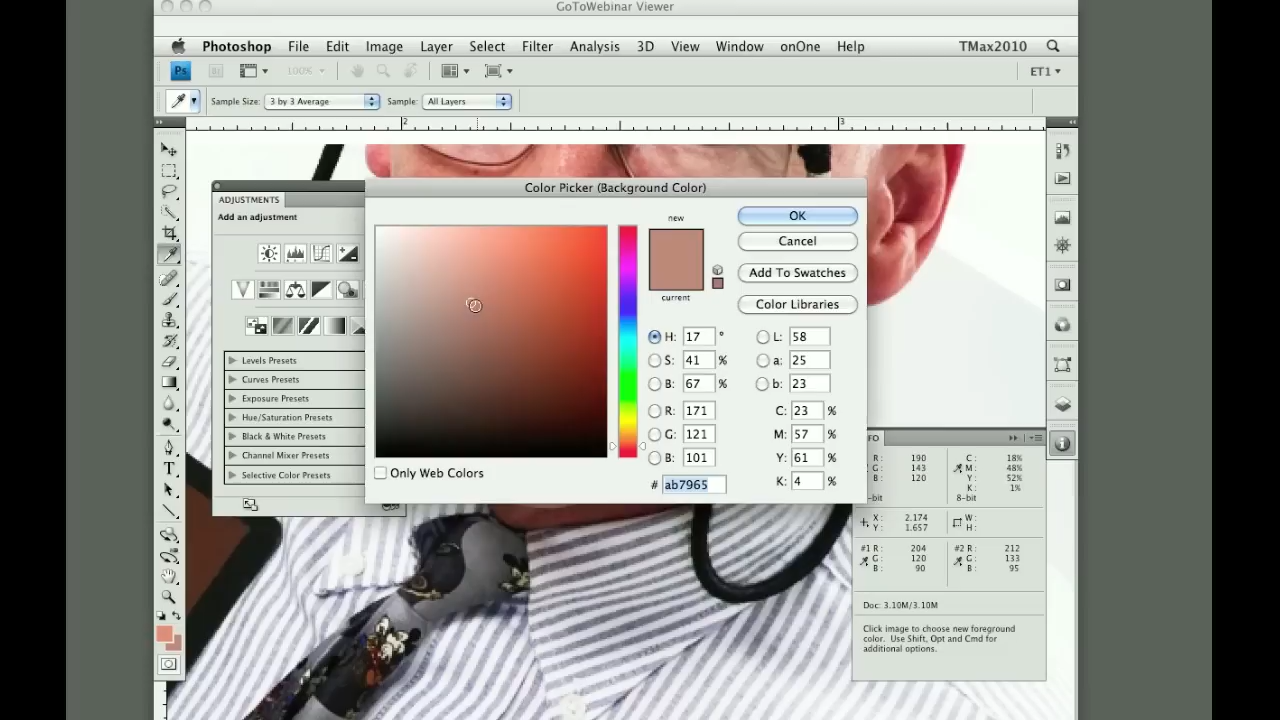 GoToWebinar Viewer
Photoshop File Edit Image Layer Select Filter Analysis 3D View Window onOne Help TMax2010
Ps 100% ET1
Sample Size: 3 by 3 Average Sample: All Layers
2 3
ADJUSTMENTS
Add an adjustment
Levels Presets
Curves Presets
Exposure Presets
Hue/Saturation Presets
Black & White Presets
Channel Mixer Presets
Selective Color Presets
Color Picker (Background Color)
new
current
OK
Cancel
Add To Swatches
Color Libraries
H: 17 ° L: 58
S: 41 % a: 25
B: 67 % b: 23
R: 171 C: 23 %
G: 121 M: 57 %
B: 101 Y: 61 %
# ab7965 K: 4 %
Only Web Colors
FO
R: 190 C: 18%
G: 143 M: 48%
B: 120 Y: 52%
K: 1%
-bit 8-bit
X: 2.174 W:
Y: 1.657 H:
#1 R: 204 #2 R: 212
G: 120 G: 133
B: 90 B: 95
Doc: 3.10M/3.10M
Click image to choose new foreground
color. Use Shift, Opt and Cmd for
additional options.
T